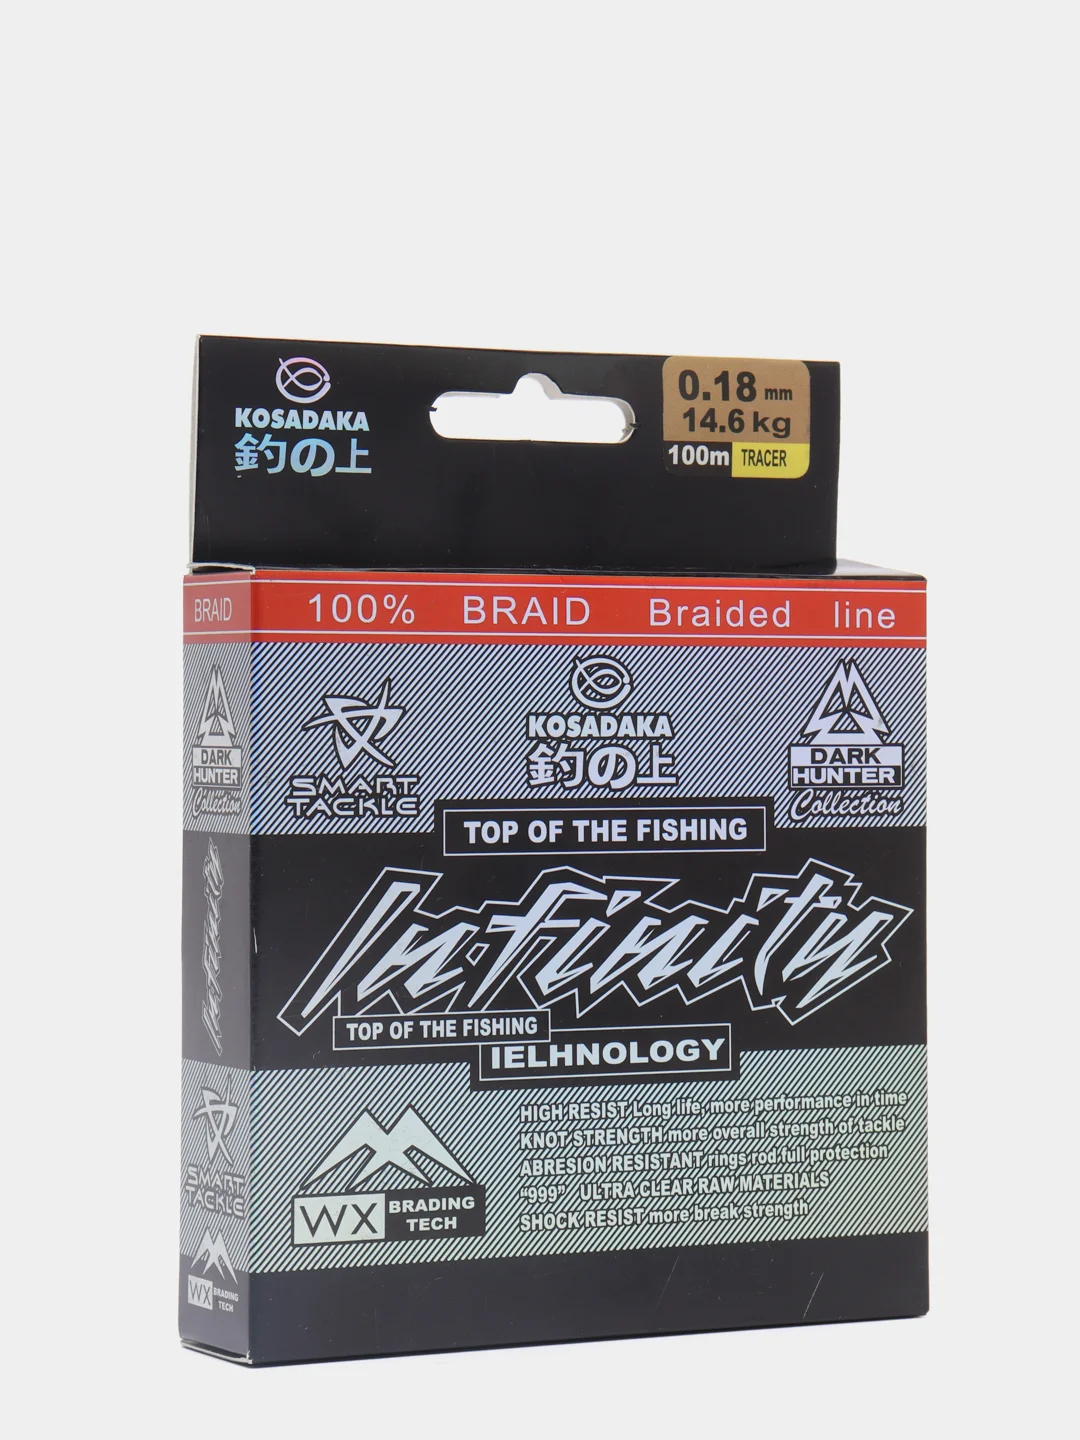 KOSADAKA
釣の上
0.18 mm
14.6 kg
100m TRACER
BRAID
100% BRAID Braided line
SMART
TACKLE
KOSADAKA
釣の上
DARK
HUNTER
Collection
DARK
HUNTER
Collection
TOP OF THE FISHING
Infinity
Infinity
TOP OF THE FISHING
IELHNOLOGY
HIGH RESIST Long life, more performance in time
KNOT STRENGTH more overall strength of tackle
ABRESION RESISTANT rings rod full protection
“999” ULTRA CLEAR RAW MATERIALS
SHOCK RESIST more break strength
WX BRADING
TECH
SMART
TACKLE
WX BRADING
TECH